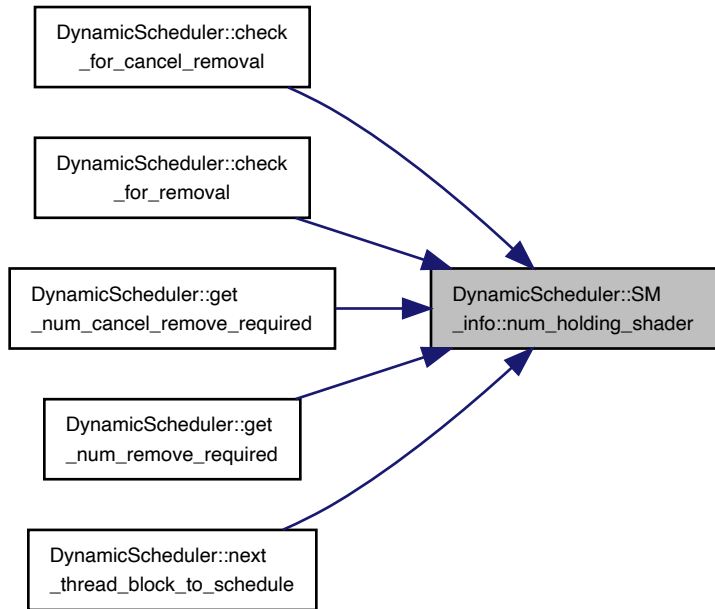 DynamicScheduler::check
_for_cancel_removal
DynamicScheduler::check
_for_removal
DynamicScheduler::get
_num_cancel_remove_required
DynamicScheduler::SM
_info::num_holding_shader
DynamicScheduler::get
_num_remove_required
DynamicScheduler::next
_thread_block_to_schedule